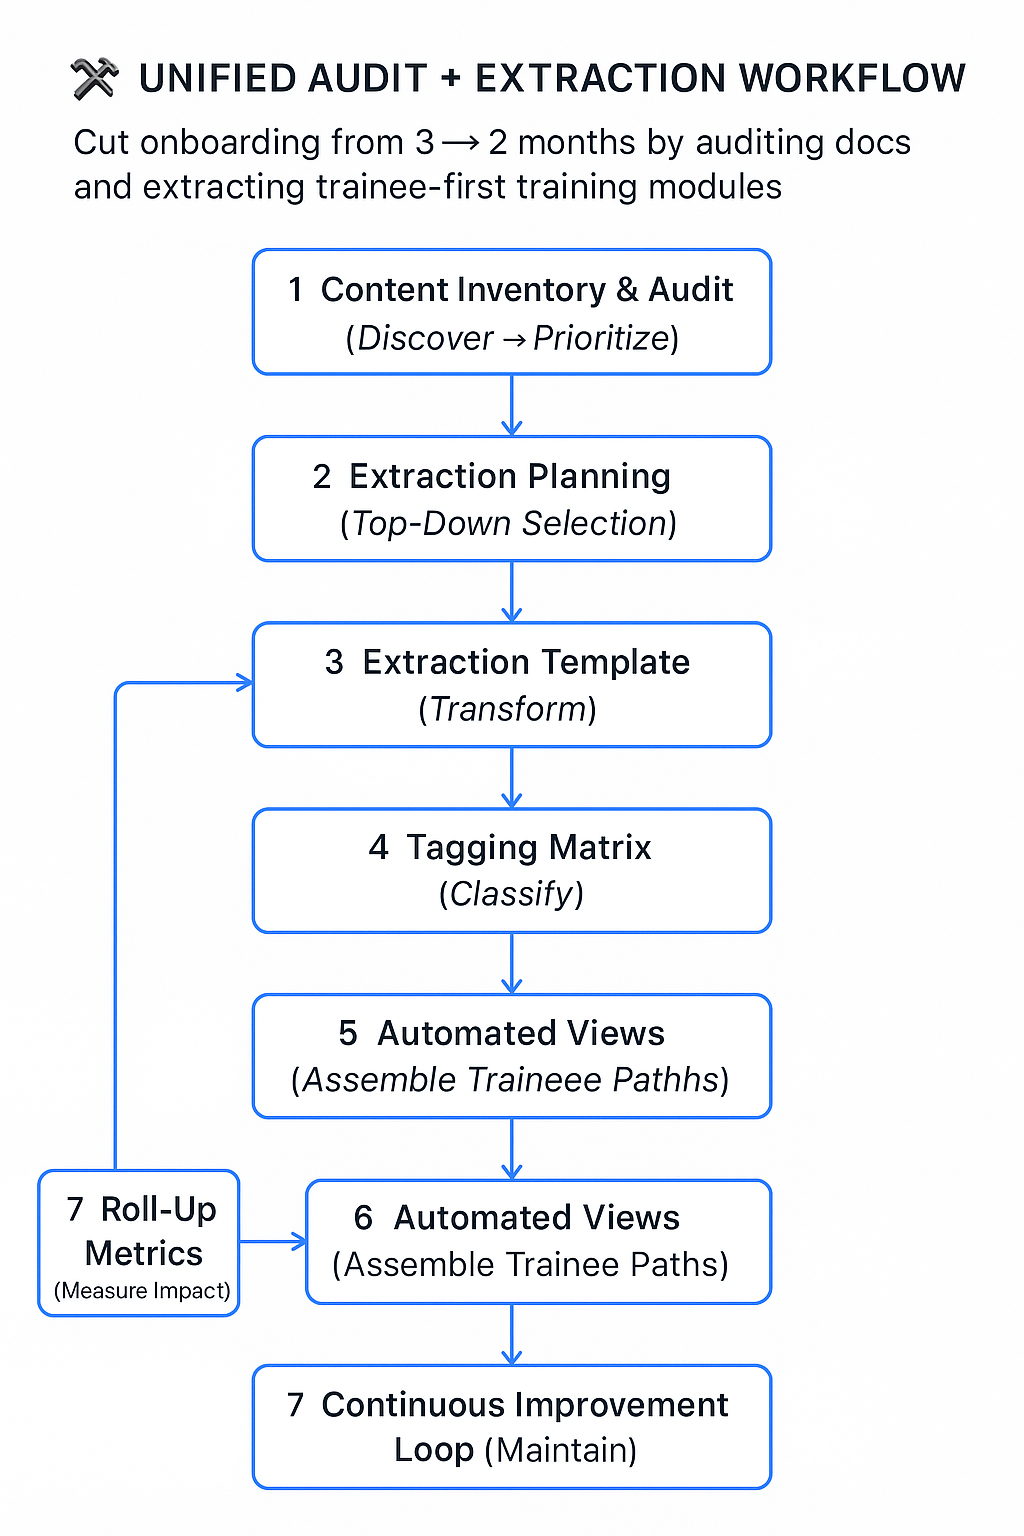 UNIFIED AUDIT + EXTRACTION WORKFLOW
Cut onboarding from 3 → 2 months by auditing docs
and extracting trainee-first training modules
1 Content Inventory & Audit
(Discover → Prioritize)
2 Extraction Planning
(Top-Down Selection)
3 Extraction Template
(Transform)
4 Tagging Matrix
(Classify)
5 Automated Views
(Assemble Traineee Pathhs)
7 Roll-Up
Metrics
(Measure Impact)
6 Automated Views
(Assemble Trainee Paths)
7 Continuous Improvement
Loop (Maintain)